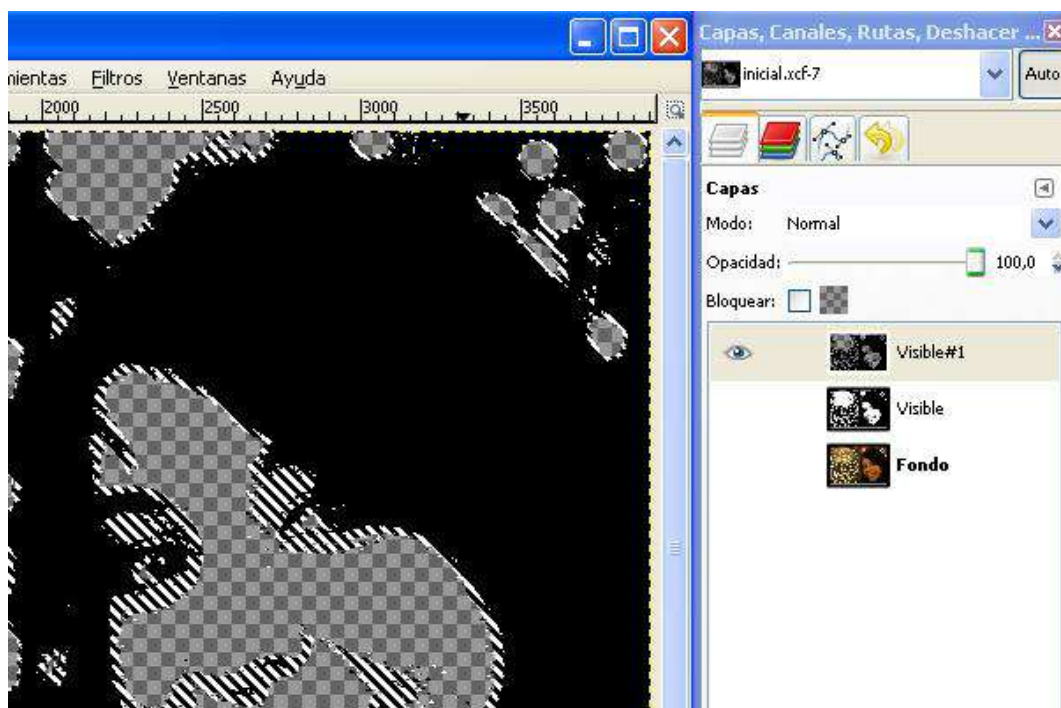 Capas, Canales, Rutas, Deshacer ...
mientas Filtros Ventanas Ayuda
inicial.xcf-7
Auto
2000 2500 3000 3500
Capas
Modo: Normal
Opacidad: 100,0
Bloquear:
Visible#1
Visible
Fondo